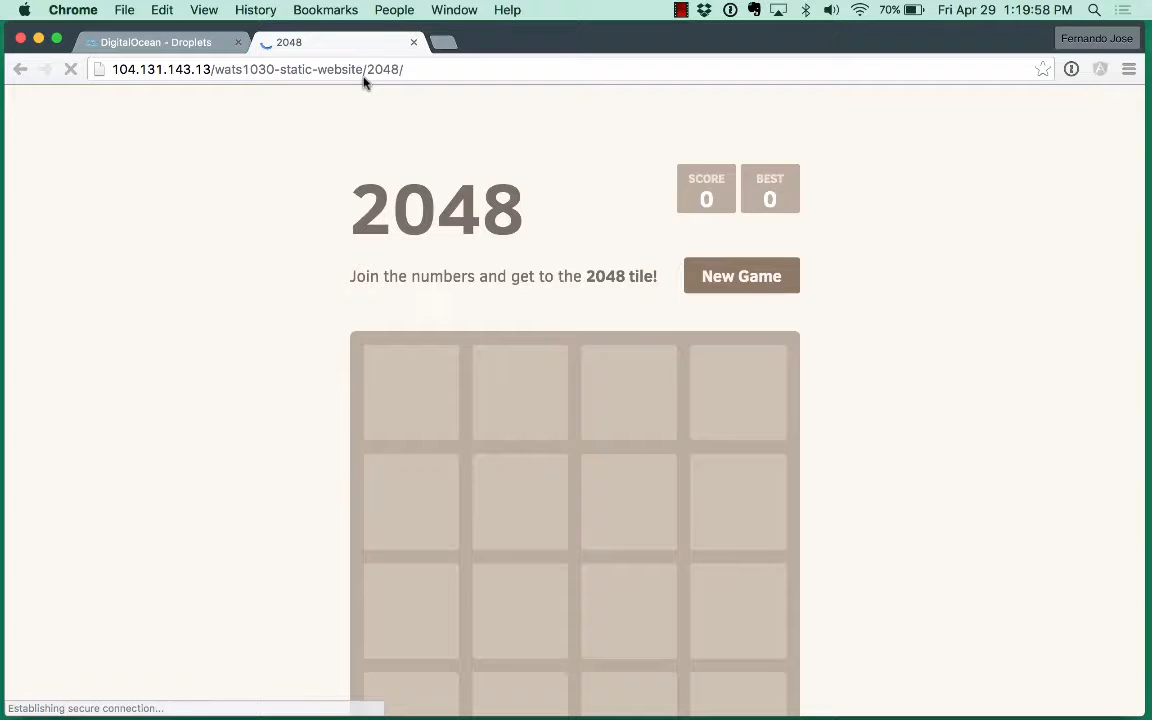 Chrome File Edit View History Bookmarks People Window Help 70% Fri Apr 29 1:19:58 PM
DigitalOcean - Droplets 2048 Fernando Jose
104.131.143.13/wats1030-static-website/2048/
2048
SCORE BEST
0 0
Join the numbers and get to the 2048 tile! New Game
Establishing secure connection...